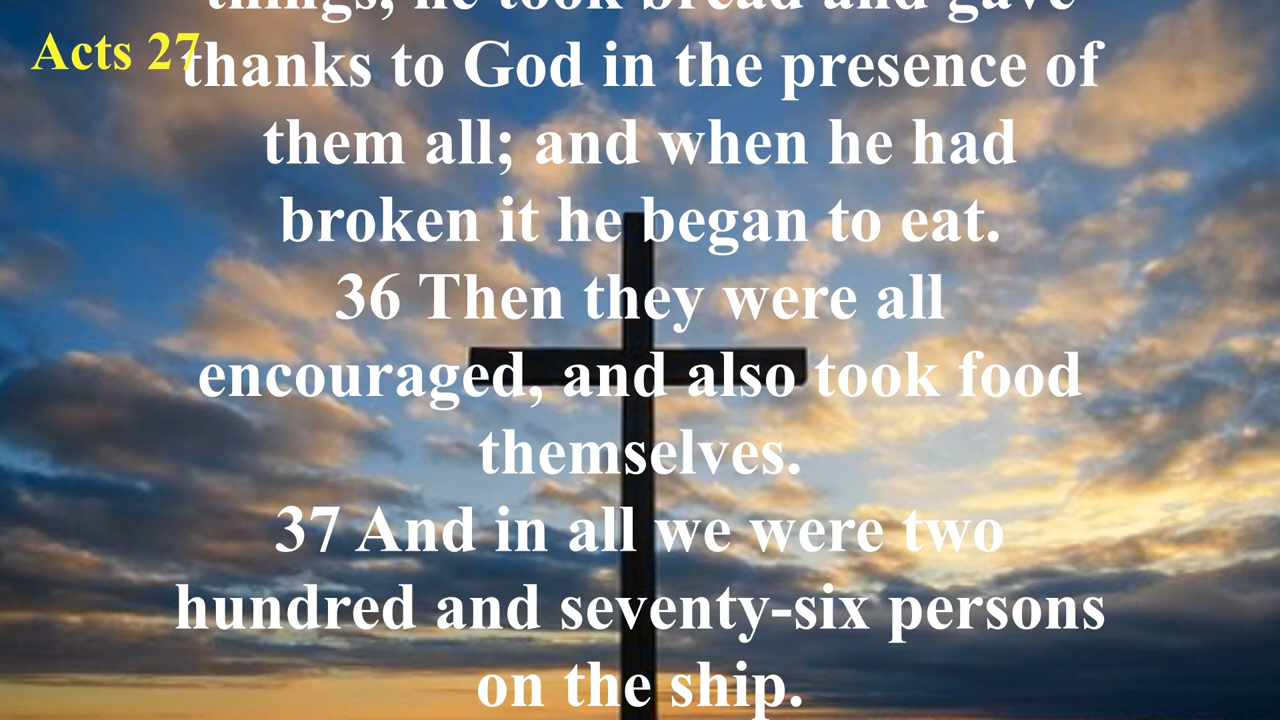 things, he took bread and gave
Acts 27
thanks to God in the presence of
them all; and when he had
broken it he began to eat.
36 Then they were all
encouraged, and also took food
themselves.
37 And in all we were two
hundred and seventy-six persons
on the ship.